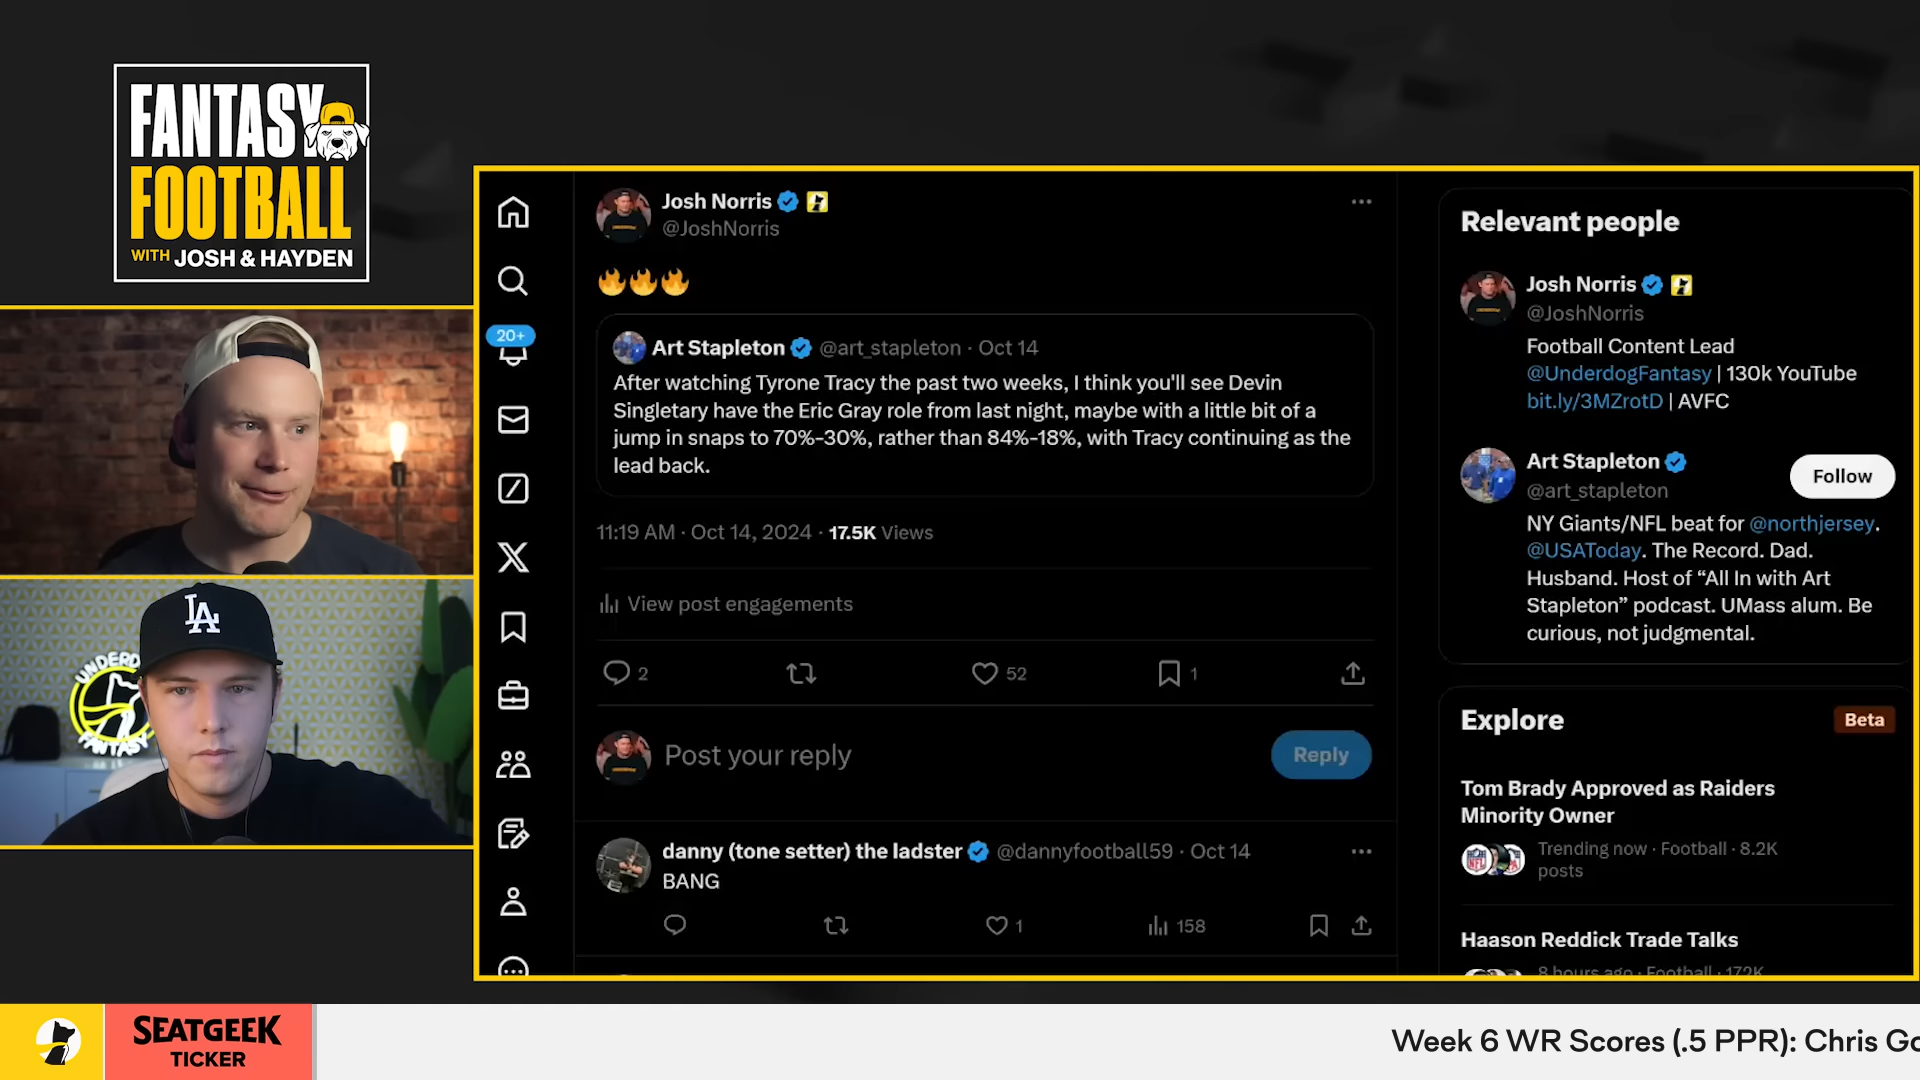 FANTASY
FOOTBALL
WITH JOSH & HAYDEN
LA
UNDERD
FANTASY
20+
Josh Norris
@JoshNorris
🔥🔥🔥
Art Stapleton @art_stapleton · Oct 14
After watching Tyrone Tracy the past two weeks, I think you'll see Devin
Singletary have the Eric Gray role from last night, maybe with a little bit of a
jump in snaps to 70%-30%, rather than 84%-18%, with Tracy continuing as the
lead back.
11:19 AM · Oct 14, 2024 · 17.5K Views
View post engagements
2
52
1
Post your reply
Reply
danny (tone setter) the ladster @dannyfootball59 · Oct 14
BANG
1
158
Relevant people
Josh Norris
@JoshNorris
Football Content Lead
@UnderdogFantasy | 130k YouTube
bit.ly/3MZrotD | AVFC
Art Stapleton
@art_stapleton
Follow
NY Giants/NFL beat for @northjersey.
@USAToday. The Record. Dad.
Husband. Host of “All In with Art
Stapleton” podcast. UMass alum. Be
curious, not judgmental.
Explore
Beta
Tom Brady Approved as Raiders
Minority Owner
Trending now · Football · 8.2K
posts
Haason Reddick Trade Talks
8 hours ago · Football · 172K
SEATGEEK
TICKER
Week 6 WR Scores (.5 PPR): Chris Go